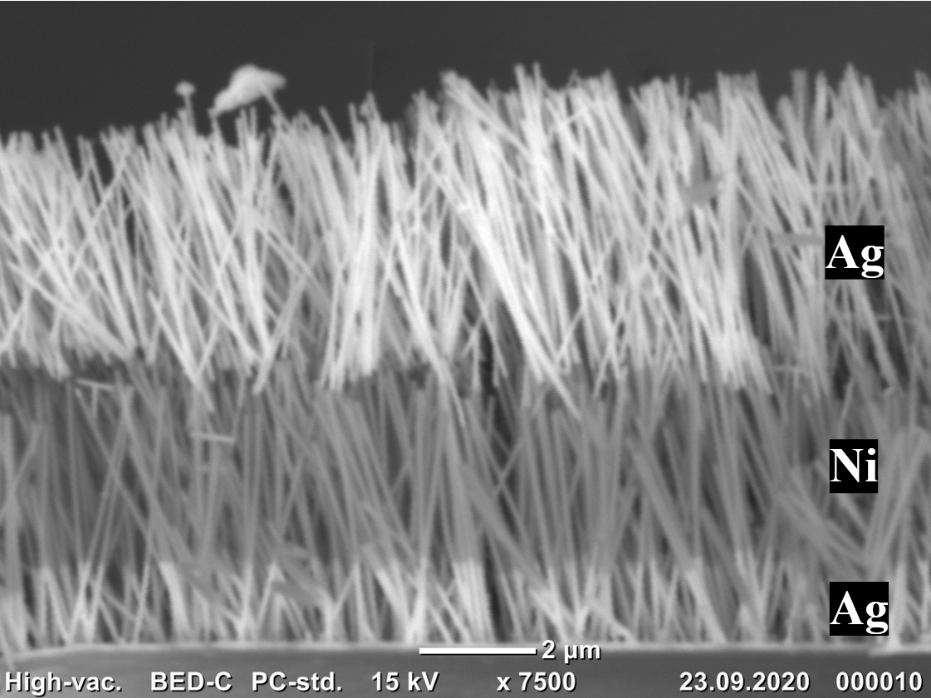 Ag
Ni
Ag
2 µm
High-vac. BED-C PC-std. 15 kV x 7500 23.09.2020 000010